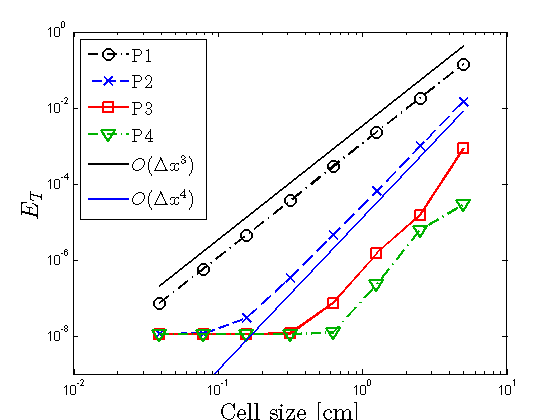 10^0
10^-2
10^-4
10^-6
10^-8
E_T
P1
P2
P3
P4
O(Δx^3)
O(Δx^4)
10^-2
10^-1
10^0
10^1
Cell size [cm]